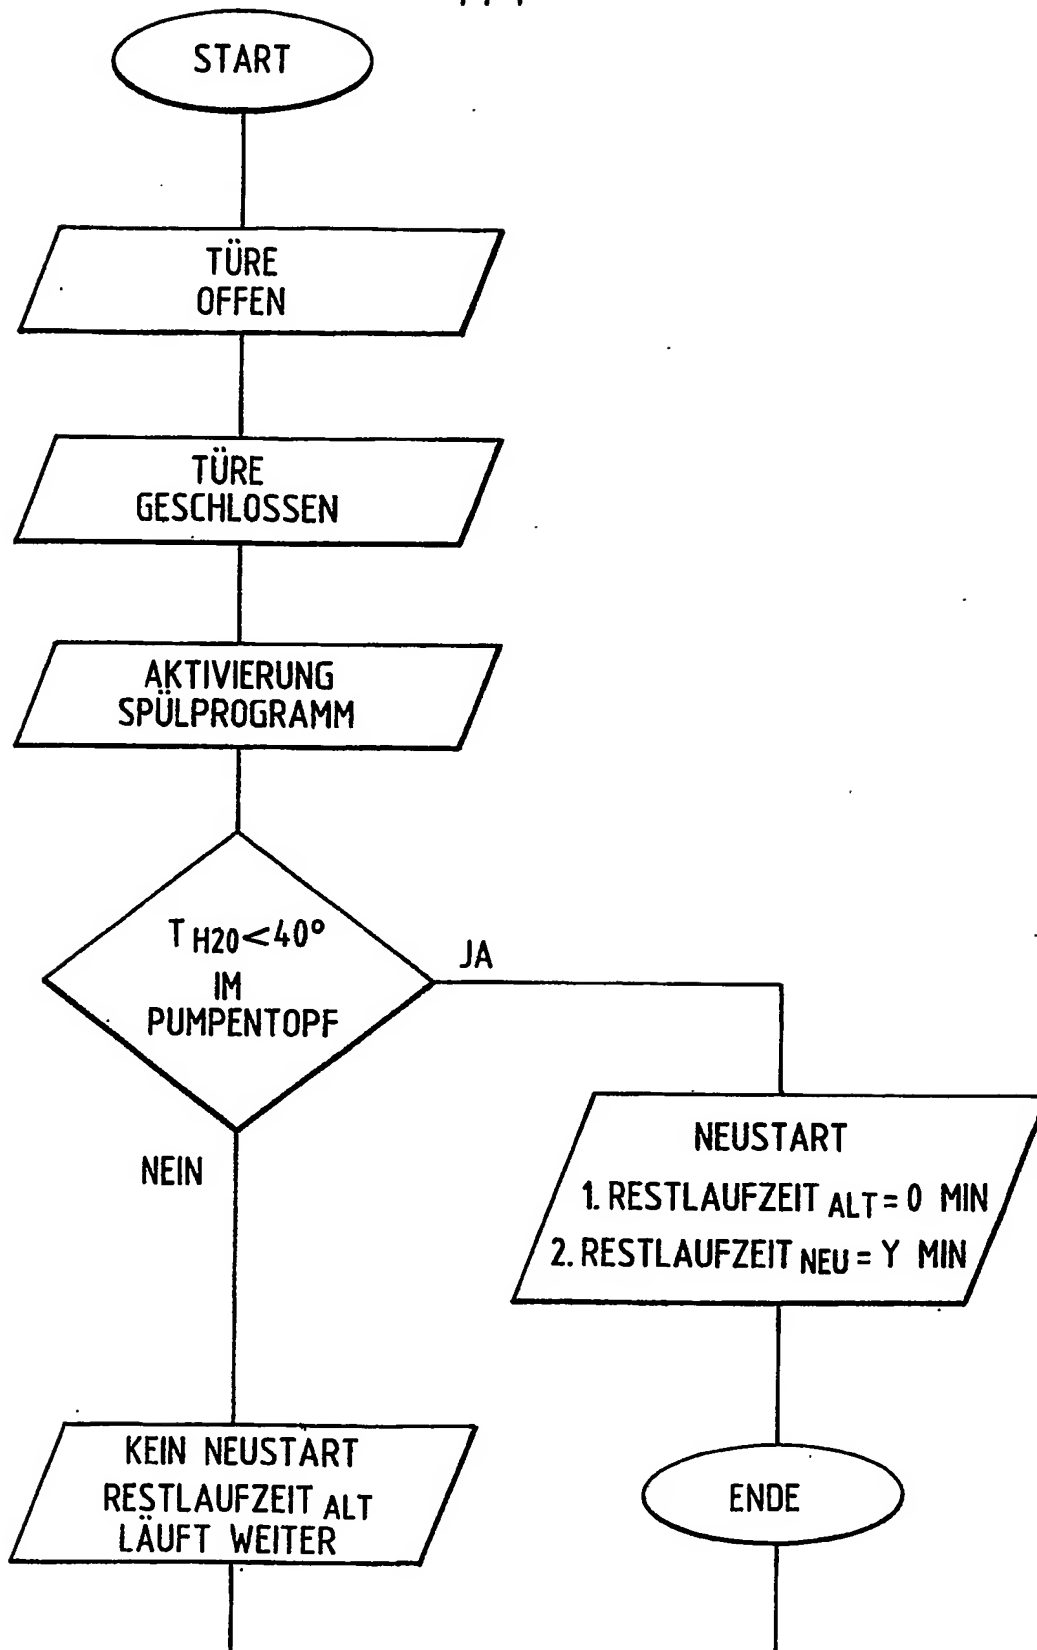 START
TÜRE
OFFEN
TÜRE
GESCHLOSSEN
AKTIVIERUNG
SPÜLPROGRAMM
T H20<40°
IM
PUMPENTOPF
JA
NEIN
NEUSTART
1. RESTLAUFZEIT ALT = 0 MIN
2. RESTLAUFZEIT NEU = Y MIN
KEIN NEUSTART
RESTLAUFZEIT ALT
LÄUFT WEITER
ENDE